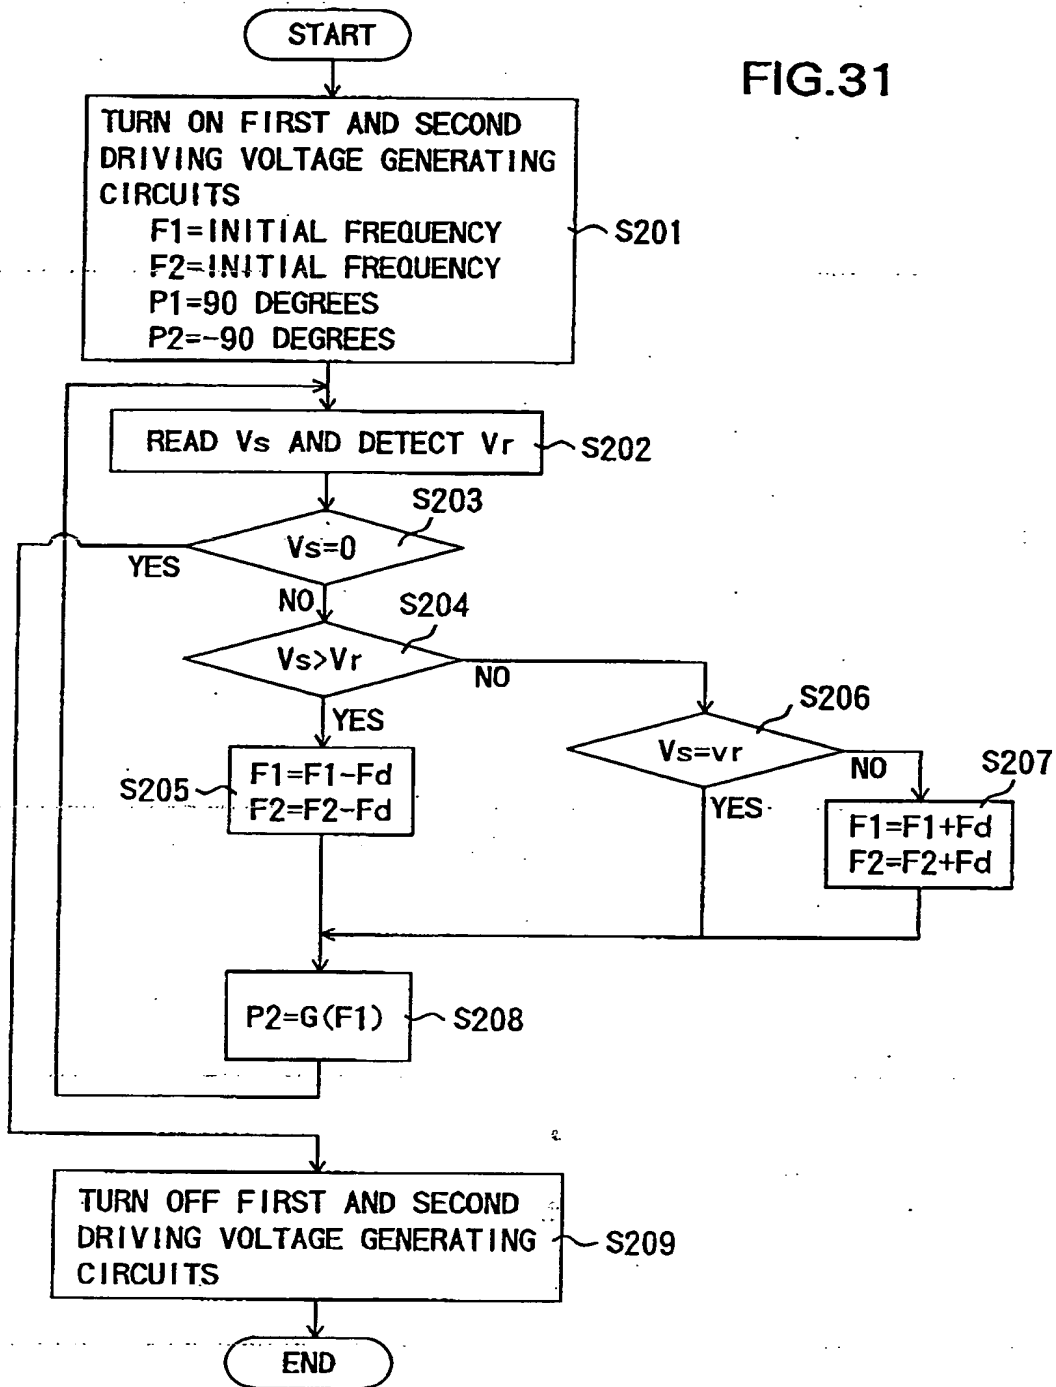 START
FIG.31
TURN ON FIRST AND SECOND
DRIVING VOLTAGE GENERATING
CIRCUITS
F1=INITIAL FREQUENCY
F2=INITIAL FREQUENCY
P1=90 DEGREES
P2=-90 DEGREES
S201
READ Vs AND DETECT Vr
S202
S203
Vs=0
YES
NO
S204
Vs>Vr
NO
YES
S206
Vs=vr
NO
YES
S205
F1=F1-Fd
F2=F2-Fd
S207
F1=F1+Fd
F2=F2+Fd
P2=G(F1)
S208
TURN OFF FIRST AND SECOND
DRIVING VOLTAGE GENERATING
CIRCUITS
S209
END